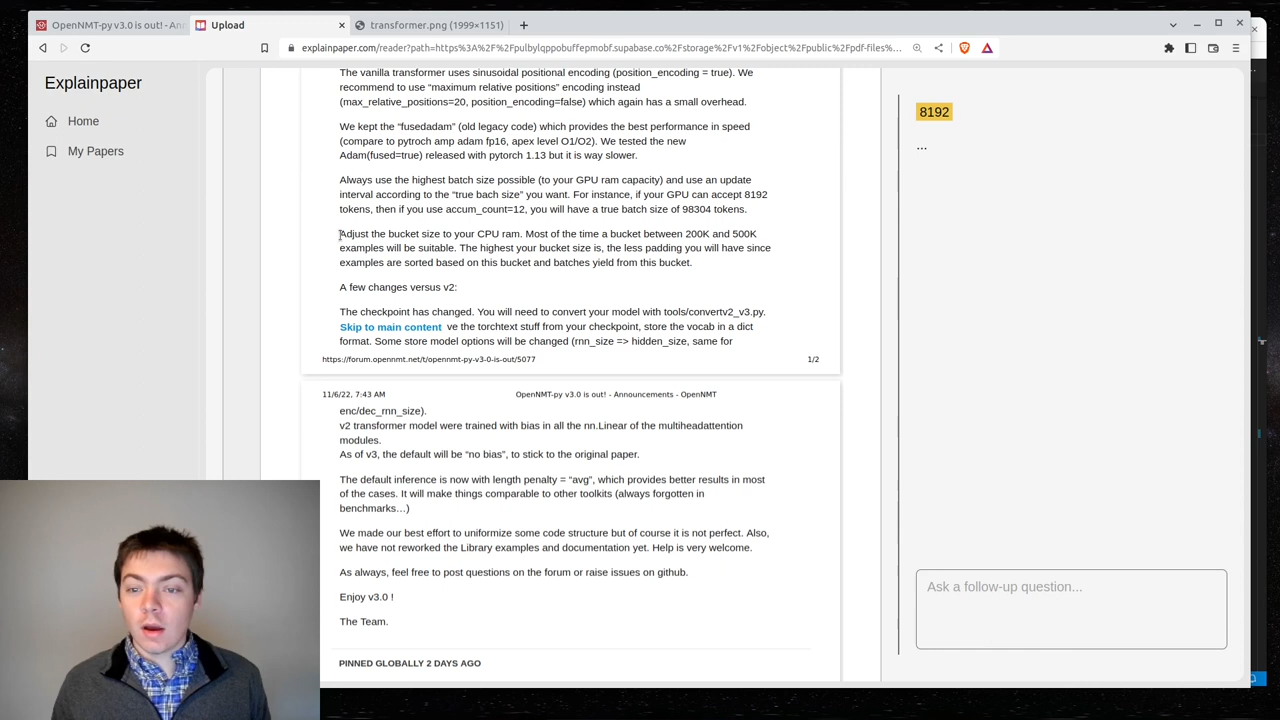 OpenNMT-py v3.0 is out! - An
Upload
transformer.png (1999×1151)
explainpaper.com/reader?path=https%3A%2F%2Fpulbylqppobuffepmobf.supabase.co%2Fstorage%2Fv1%2Fobject%2Fpublic%2Fpdf-files%...
Explainpaper
Home
My Papers
The vanilla transformer uses sinusoidal positional encoding (position_encoding = true). We
recommend to use “maximum relative positions” encoding instead
(max_relative_positions=20, position_encoding=false) which again has a small overhead.
We kept the “fusedadam” (old legacy code) which provides the best performance in speed
(compare to pytroch amp adam fp16, apex level O1/O2). We tested the new
Adam(fused=true) released with pytorch 1.13 but it is way slower.
Always use the highest batch size possible (to your GPU ram capacity) and use an update
interval according to the “true bach size” you want. For instance, if your GPU can accept 8192
tokens, then if you use accum_count=12, you will have a true batch size of 98304 tokens.
Adjust the bucket size to your CPU ram. Most of the time a bucket between 200K and 500K
examples will be suitable. The highest your bucket size is, the less padding you will have since
examples are sorted based on this bucket and batches yield from this bucket.
A few changes versus v2:
The checkpoint has changed. You will need to convert your model with tools/convertv2_v3.py.
Skip to main content ve the torchtext stuff from your checkpoint, store the vocab in a dict
format. Some store model options will be changed (rnn_size => hidden_size, same for
https://forum.opennmt.net/t/opennmt-py-v3-0-is-out/5077 1/2
11/6/22, 7:43 AM OpenNMT-py v3.0 is out! - Announcements - OpenNMT
enc/dec_rnn_size).
v2 transformer model were trained with bias in all the nn.Linear of the multiheadattention
modules.
As of v3, the default will be “no bias”, to stick to the original paper.
The default inference is now with length penalty = “avg”, which provides better results in most
of the cases. It will make things comparable to other toolkits (always forgotten in
benchmarks…)
We made our best effort to uniformize some code structure but of course it is not perfect. Also,
we have not reworked the Library examples and documentation yet. Help is very welcome.
As always, feel free to post questions on the forum or raise issues on github.
Enjoy v3.0 !
The Team.
PINNED GLOBALLY 2 DAYS AGO
8192
...
Ask a follow-up question...